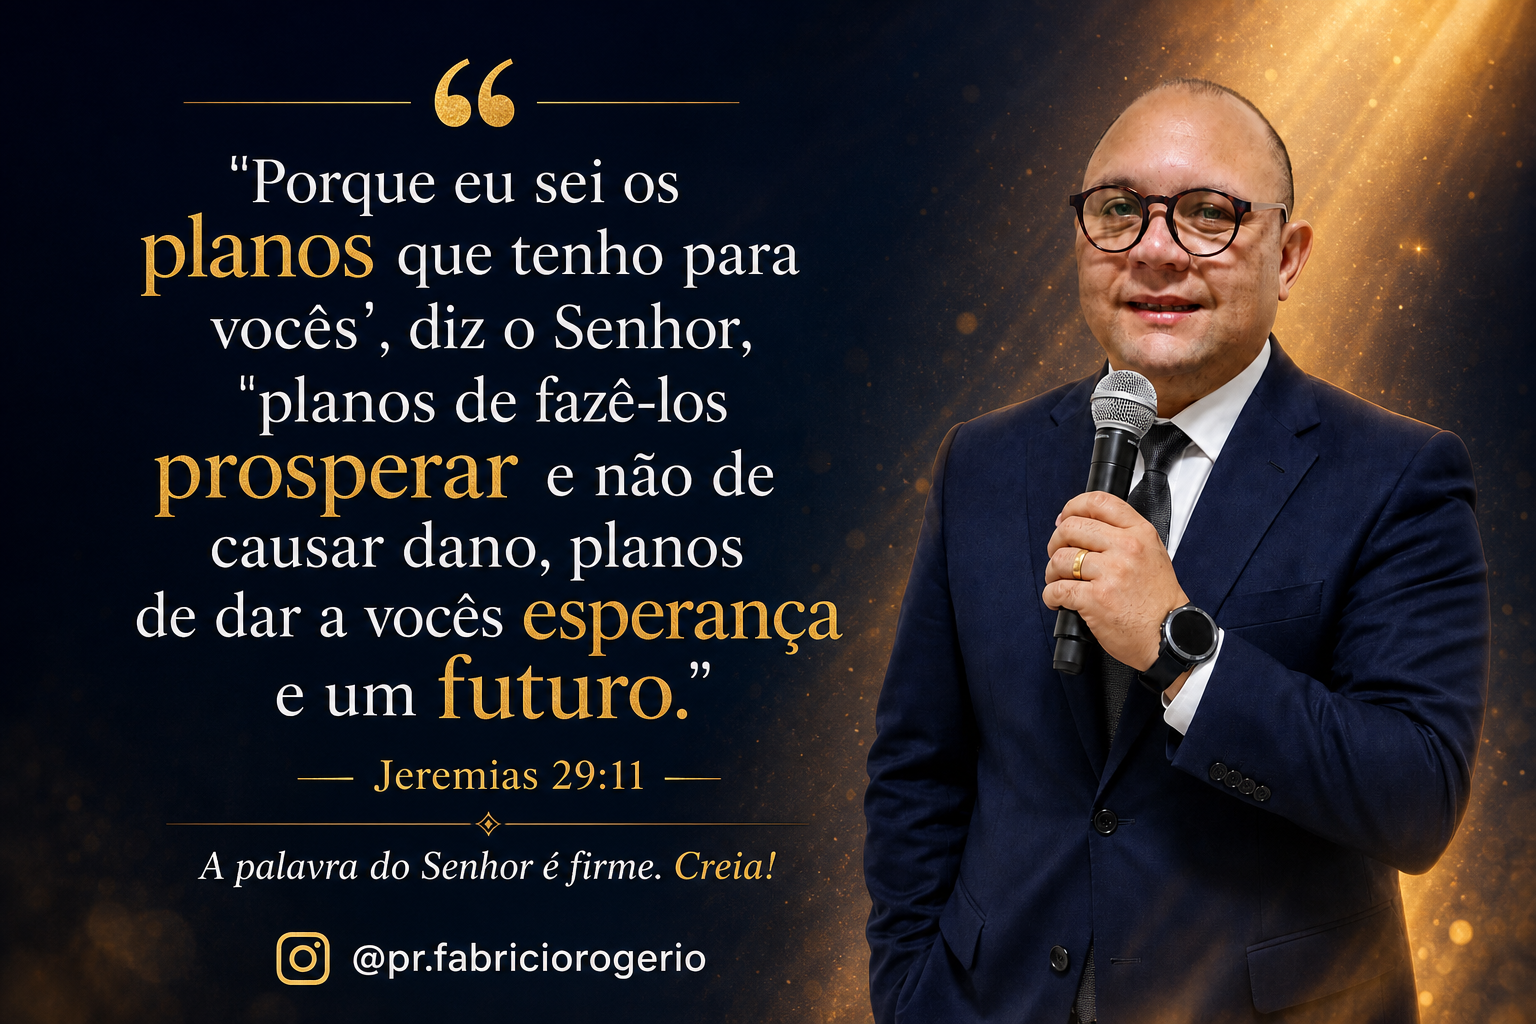 “Porque eu sei os
planos que tenho para
vocês’, diz o Senhor,
“planos de fazê-los
prosperar e não de
causar dano, planos
de dar a vocês esperança
e um futuro.”
Jeremias 29:11
A palavra do Senhor é firme. Creia!
@pr.fabriciorogerio